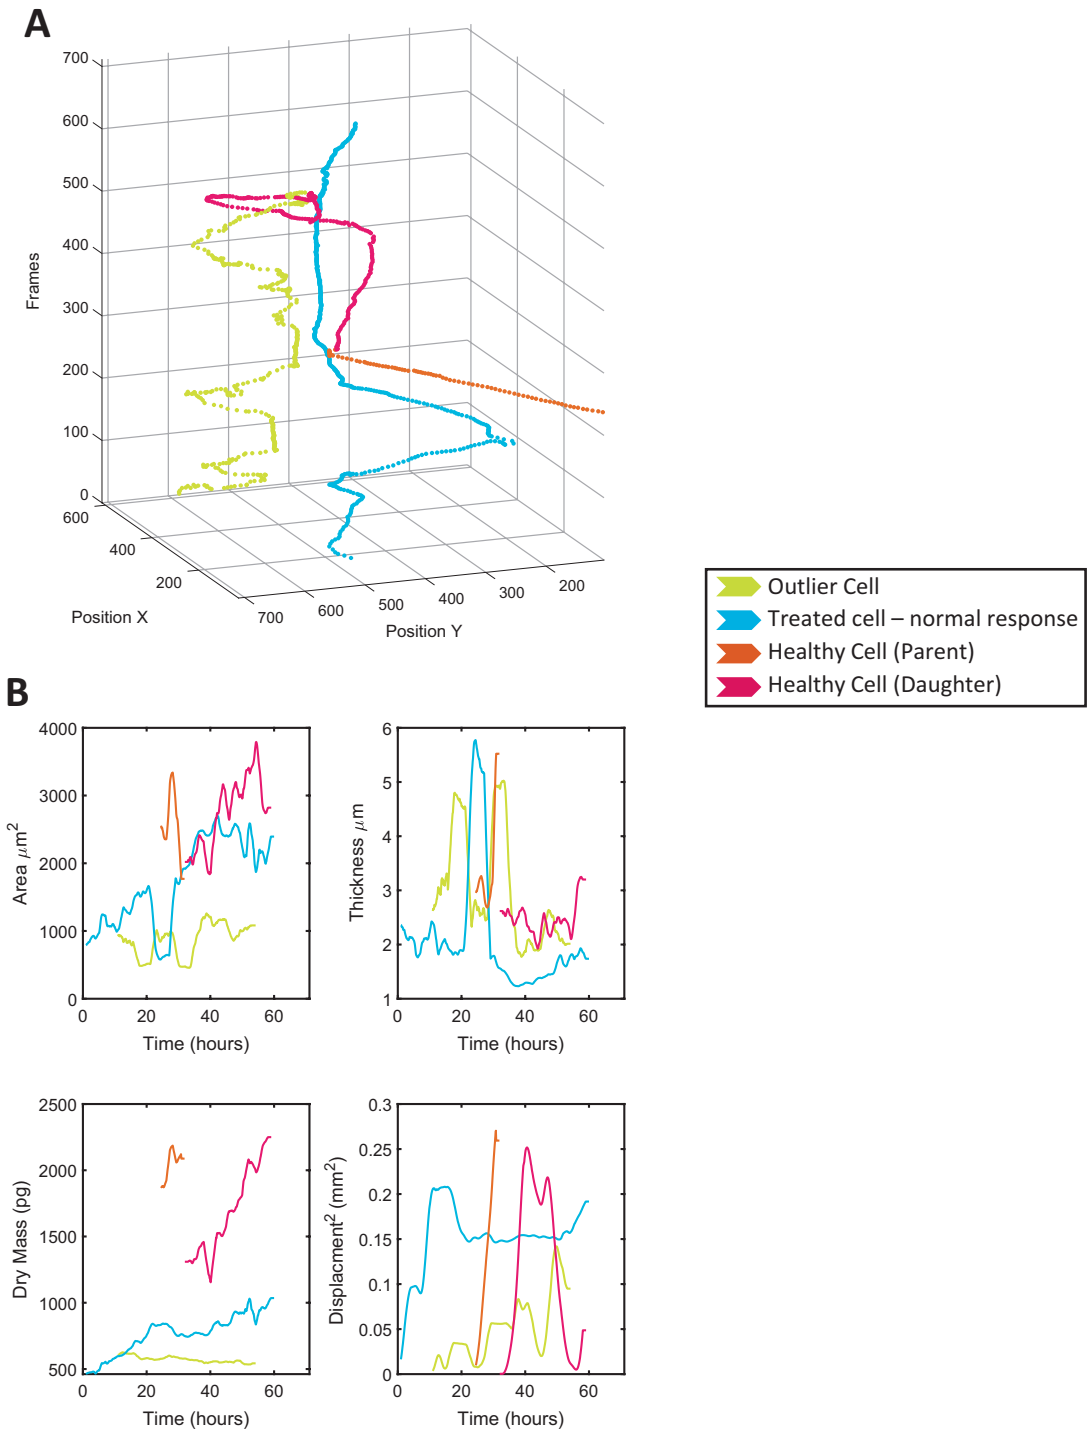 A
700
600
500
400
300
200
100
0
Frames
600
400
200
Position X
700
600
500
400
300
200
Position Y
Outlier Cell
Treated cell – normal response
Healthy Cell (Parent)
Healthy Cell (Daughter)
B
4000
3000
2000
1000
0
Area μm²
0 20 40 60
Time (hours)
6
5
4
3
2
1
Thickness μm
0 20 40 60
Time (hours)
2500
2000
1500
1000
500
Dry Mass (pg)
0 20 40 60
Time (hours)
0.3
0.25
0.2
0.15
0.1
0.05
0
Displacment² (mm²)
0 20 40 60
Time (hours)